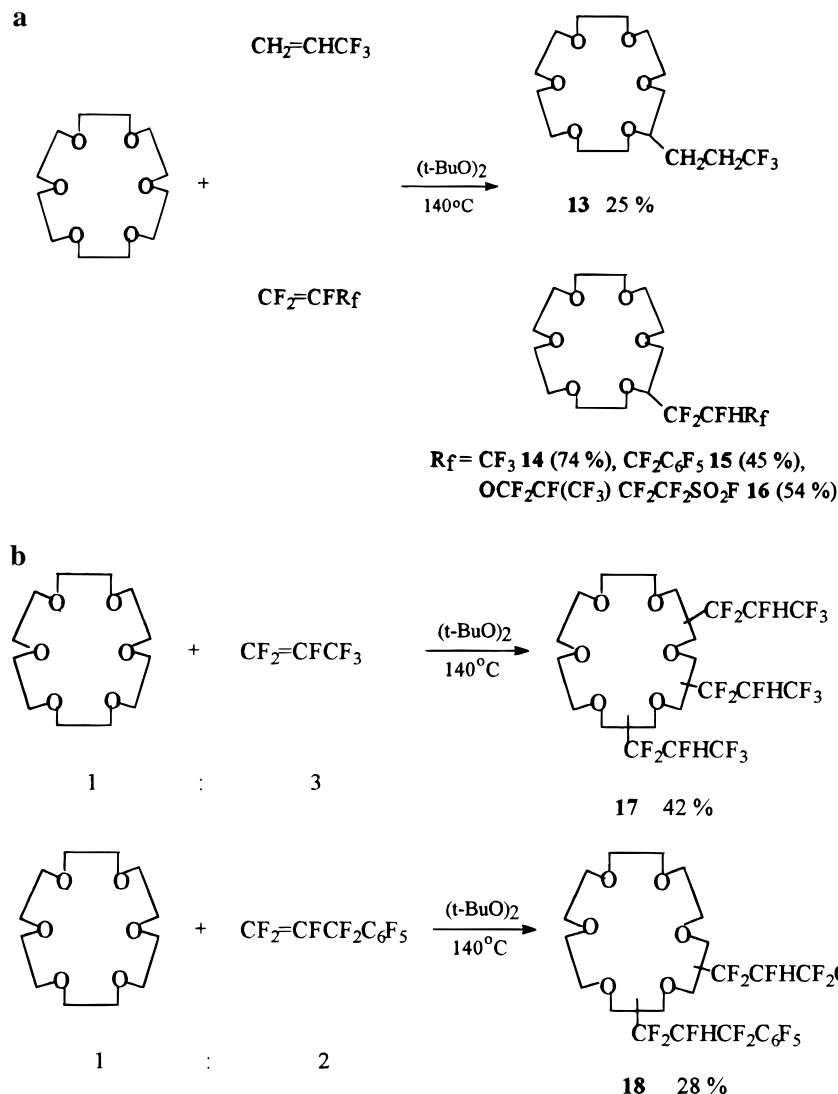 a
CH2=CHCF3
O O O O O O
+
(t-BuO)2
140oC
O O O O O O
CH2CH2CF3
13 25 %
CF2=CFRf
O O O O O O
CF2CFHRf
Rf = CF3 14 (74 %), CF2C6F5 15 (45 %),
OCF2CF(CF3) CF2CF2SO2F 16 (54 %)
b
O O O O O O
+
CF2=CFCF3
(t-BuO)2
140°C
O O O O O O
CF2CFHCF3
CF2CFHCF3
CF2CFHCF3
1 : 3
17 42 %
O O O O O O
+
CF2=CFCF2C6F5
(t-BuO)2
140°C
O O O O O O
CF2CFHCF2
CF2CFHCF2C6F5
1 : 2
18 28 %